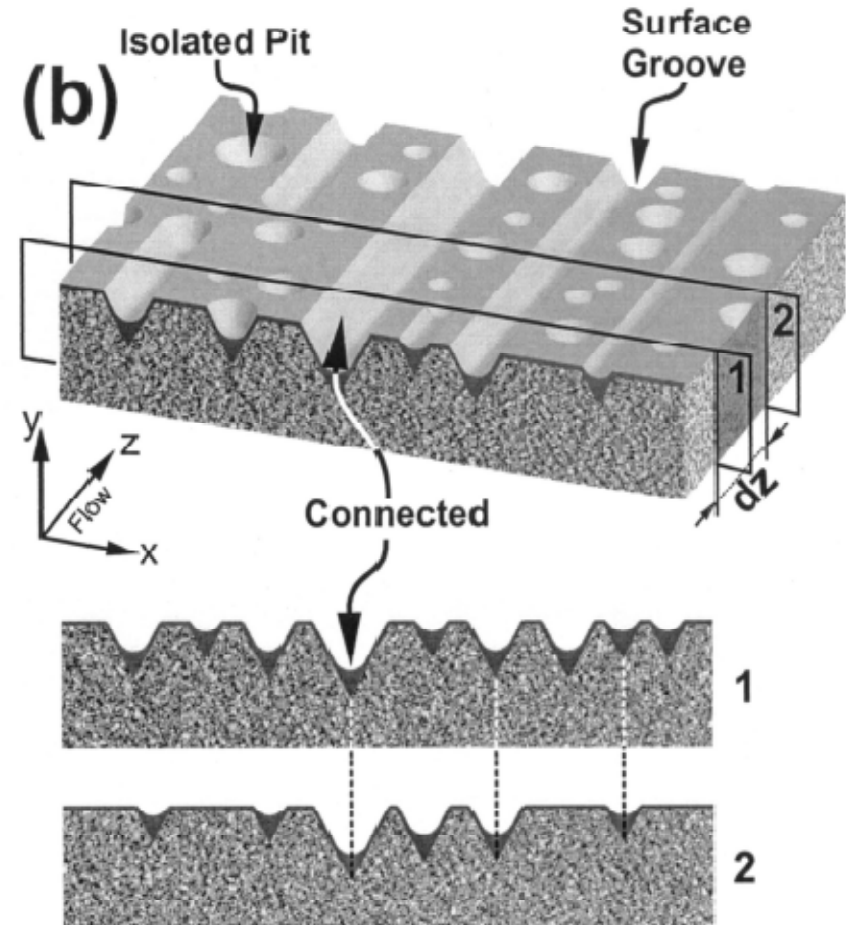 Isolated Pit
Surface
Groove
(b)
2
1
dz
y
z
Flow
x
Connected
1
2